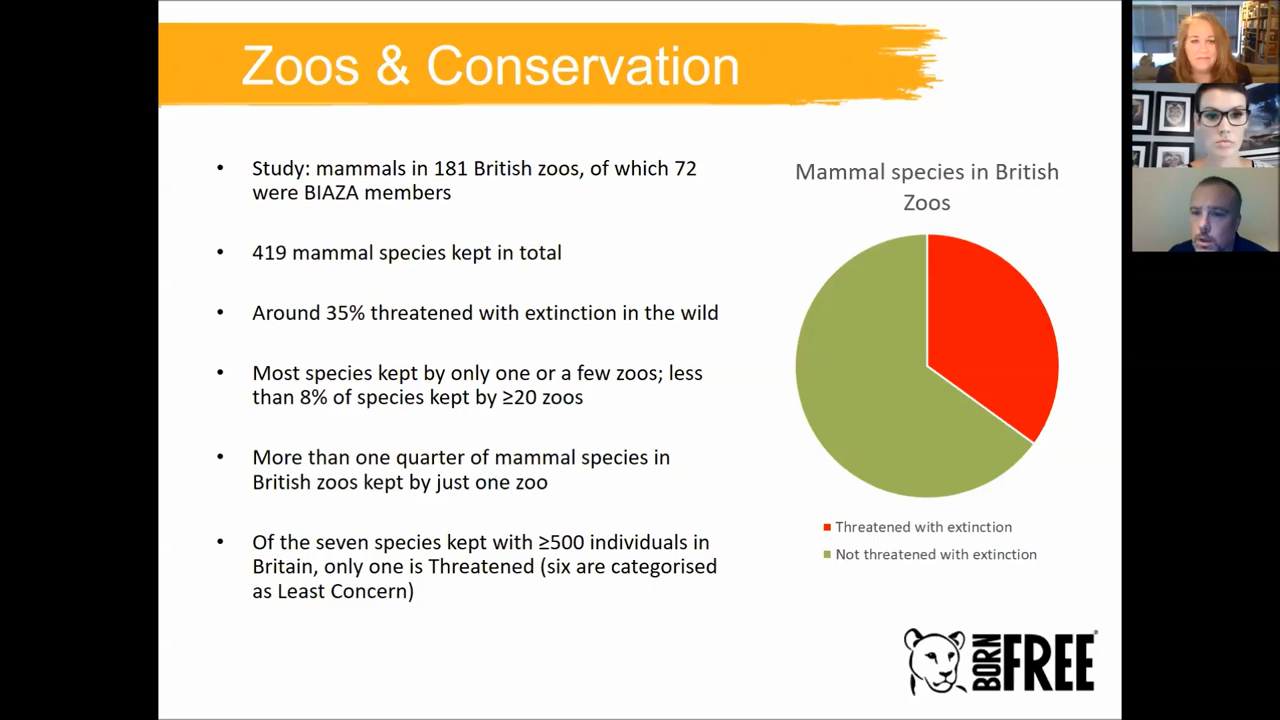 Zoos & Conservation
• Study: mammals in 181 British zoos, of which 72
were BIAZA members
• 419 mammal species kept in total
• Around 35% threatened with extinction in the wild
• Most species kept by only one or a few zoos; less
than 8% of species kept by ≥20 zoos
• More than one quarter of mammal species in
British zoos kept by just one zoo
• Of the seven species kept with ≥500 individuals in
Britain, only one is Threatened (six are categorised
as Least Concern)
Mammal species in British
Zoos
Threatened with extinction
Not threatened with extinction
BORN FREE®